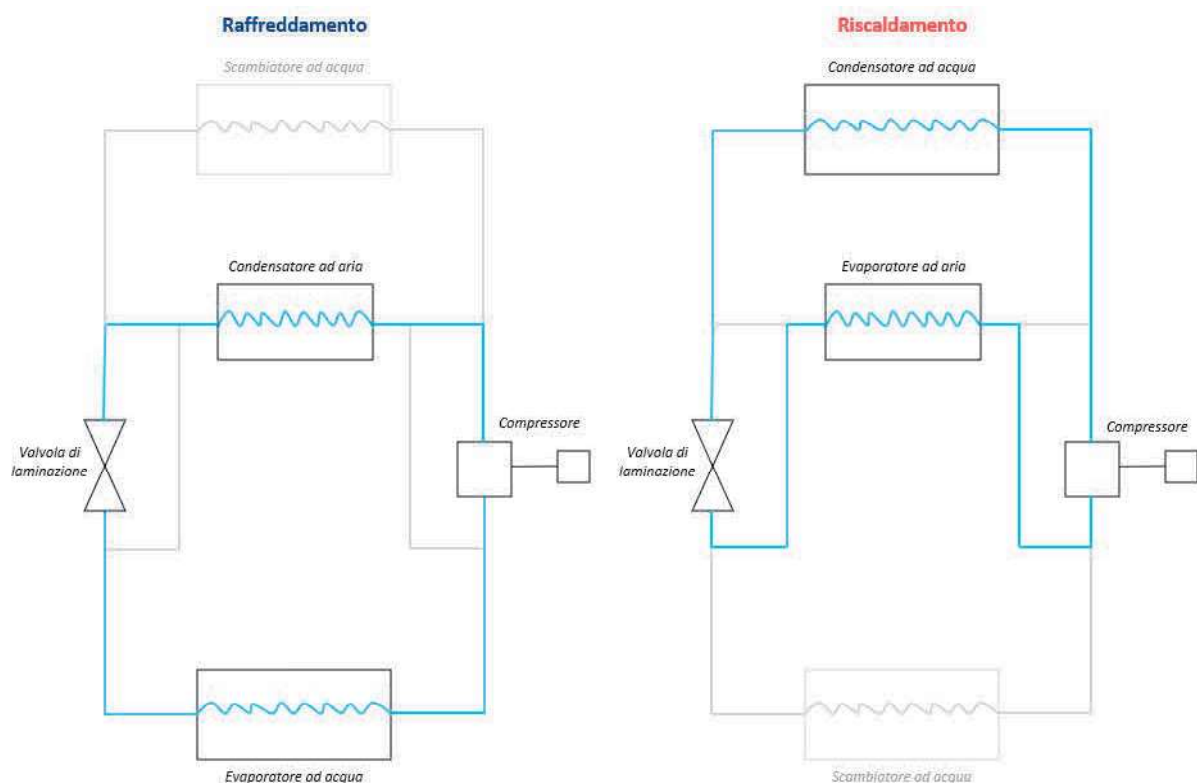 Raffreddamento
Scambiatore ad acqua
Condensatore ad aria
Compressore
Valvola di
laminazione
Evaporatore ad acqua
Riscaldamento
Condensatore ad acqua
Evaporatore ad aria
Compressore
Valvola di
laminazione
Scambiatore ad acqua